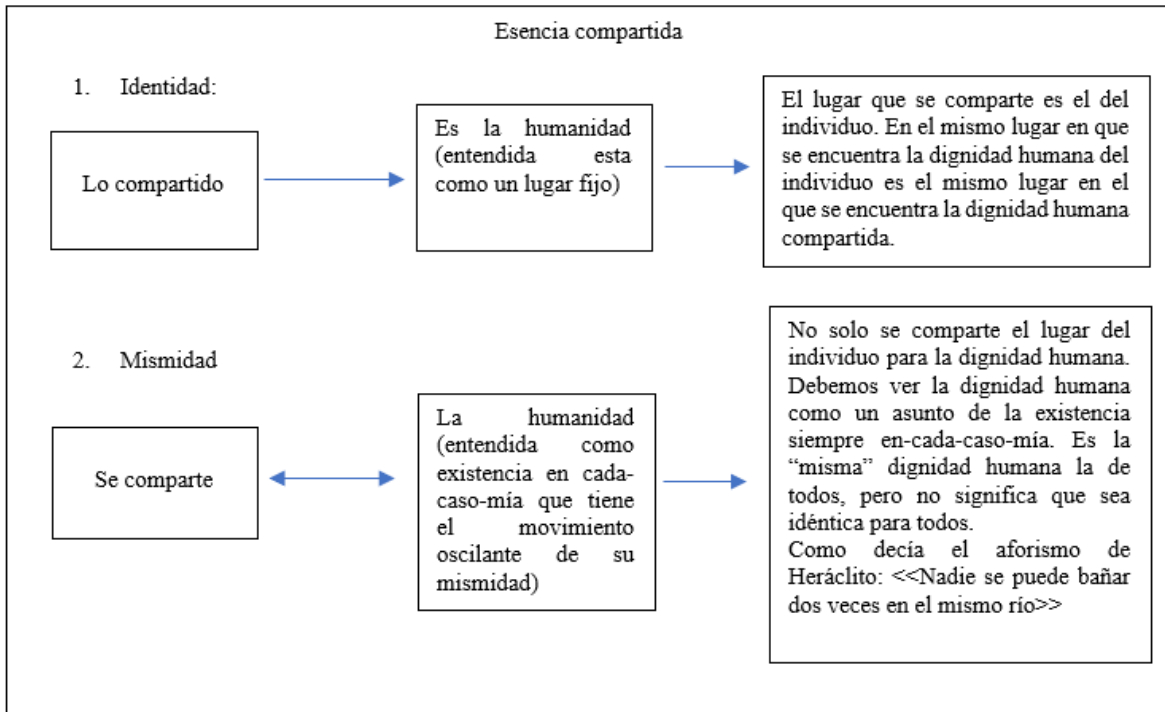 Esencia compartida
1. Identidad:
Lo compartido
Es la humanidad
(entendida esta
como un lugar fijo)
El lugar que se comparte es el del
individuo. En el mismo lugar en que
se encuentra la dignidad humana del
individuo es el mismo lugar en el
que se encuentra la dignidad humana
compartida.
2. Mismidad
Se comparte
La humanidad
(entendida como
existencia en cada-
caso-mía que tiene
el movimiento
oscilante de su
mismidad)
No solo se comparte el lugar del
individuo para la dignidad humana.
Debemos ver la dignidad humana
como un asunto de la existencia
siempre en-cada-caso-mía. Es la
“misma” dignidad humana la de
todos, pero no significa que sea
idéntica para todos.
Como decía el aforismo de
Heráclito: <<Nadie se puede bañar
dos veces en el mismo río>>